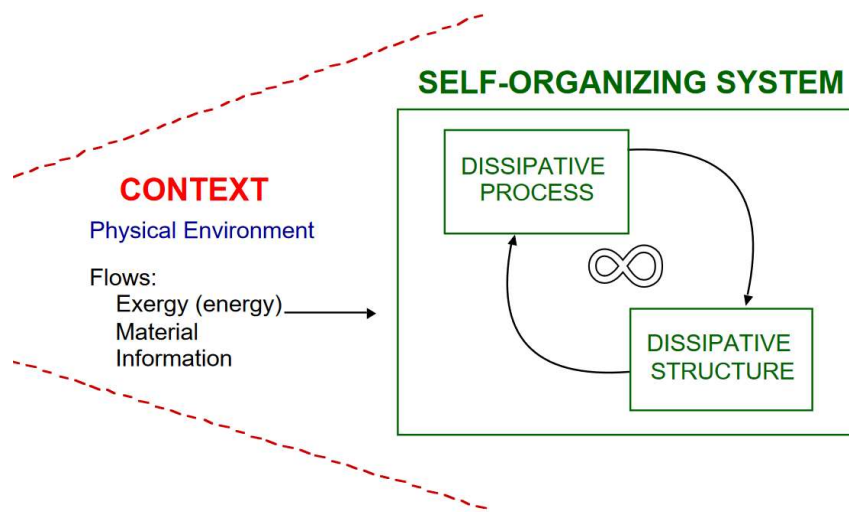 SELF-ORGANIZING SYSTEM
DISSIPATIVE
PROCESS
CONTEXT
Physical Environment
Flows:
Exergy (energy)
Material
Information
DISSIPATIVE
STRUCTURE